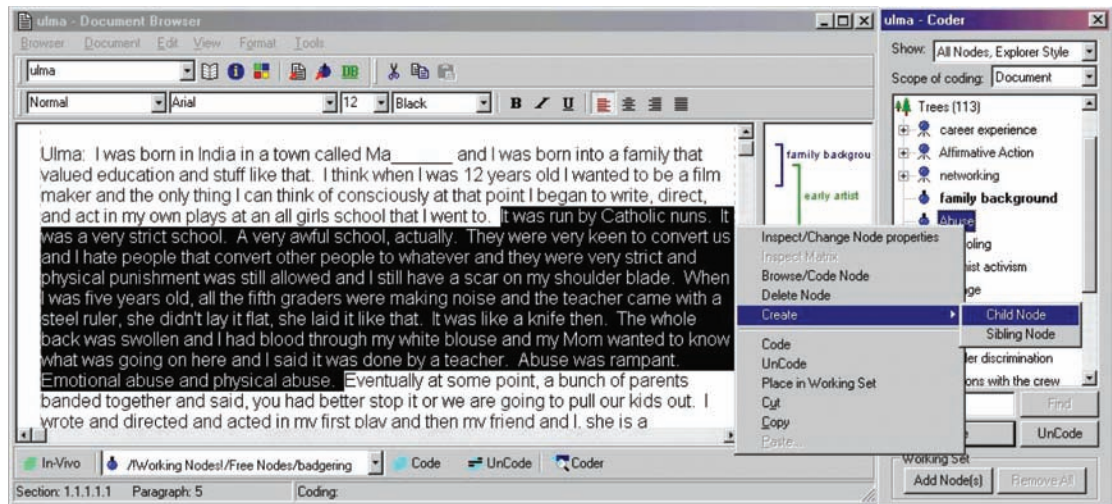 ulma - Document Browser
Browser Document Edit View Format Tools
ulma
DB
Normal Arial 12 Black B I U
Ulma: I was born in India in a town called Ma______ and I was born into a family that
valued education and stuff like that. I think when I was 12 years old I wanted to be a film
maker and the only thing I can think of consciously at that point I began to write, direct,
and act in my own plays at an all girls school that I went to. It was run by Catholic nuns. It
was a very strict school. A very awful school, actually. They were very keen to convert us
and I hate people that convert other people to whatever and they were very strict and
physical punishment was still allowed and I still have a scar on my shoulder blade. When
I was five years old, all the fifth graders were making noise and the teacher came with a
steel ruler, she didn't lay it flat, she laid it like that. It was like a knife then. The whole
back was swollen and I had blood through my white blouse and my Mom wanted to know
what was going on here and I said it was done by a teacher. Abuse was rampant.
Emotional abuse and physical abuse. Eventually at some point, a bunch of parents
banded together and said, you had better stop it or we are going to pull our kids out. I
wrote and directed and acted in my first play and then my friend and I, she is a
family backgrou
early artist
In-Vivo /!Working Nodes!/Free Nodes/badgering Code UnCode Coder
Section: 1.1.1.1.1 Paragraph: 5 Coding:
ulma - Coder
Show: All Nodes, Explorer Style
Scope of coding: Document
Trees (113)
career experience
Affirmative Action
networking
family background
Abuse
oling
nist activism
nge
ler discrimination
ons with the crew
Find
UnCode
Working Set
Add Node(s) Remove All
Inspect/Change Node properties
Inspect Matrix
Browse/Code Node
Delete Node
Create
Code
UnCode
Place in Working Set
Cut
Copy
Paste...
Child Node
Sibling Node